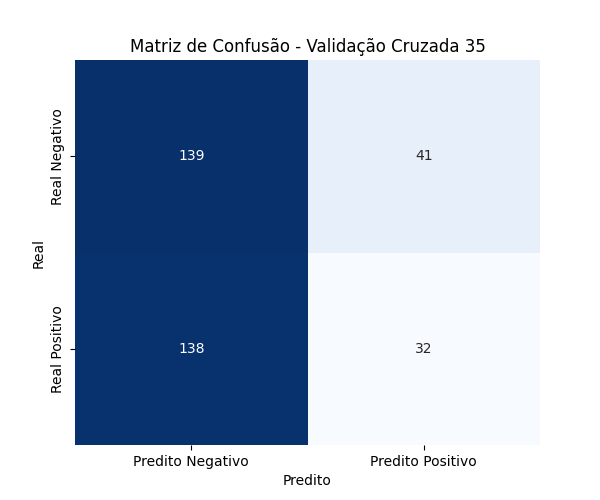 Matriz de Confusão - Validação Cruzada 35
Real
Real Negativo
139
41
Real Positivo
138
32
Predito Negativo
Predito Positivo
Predito